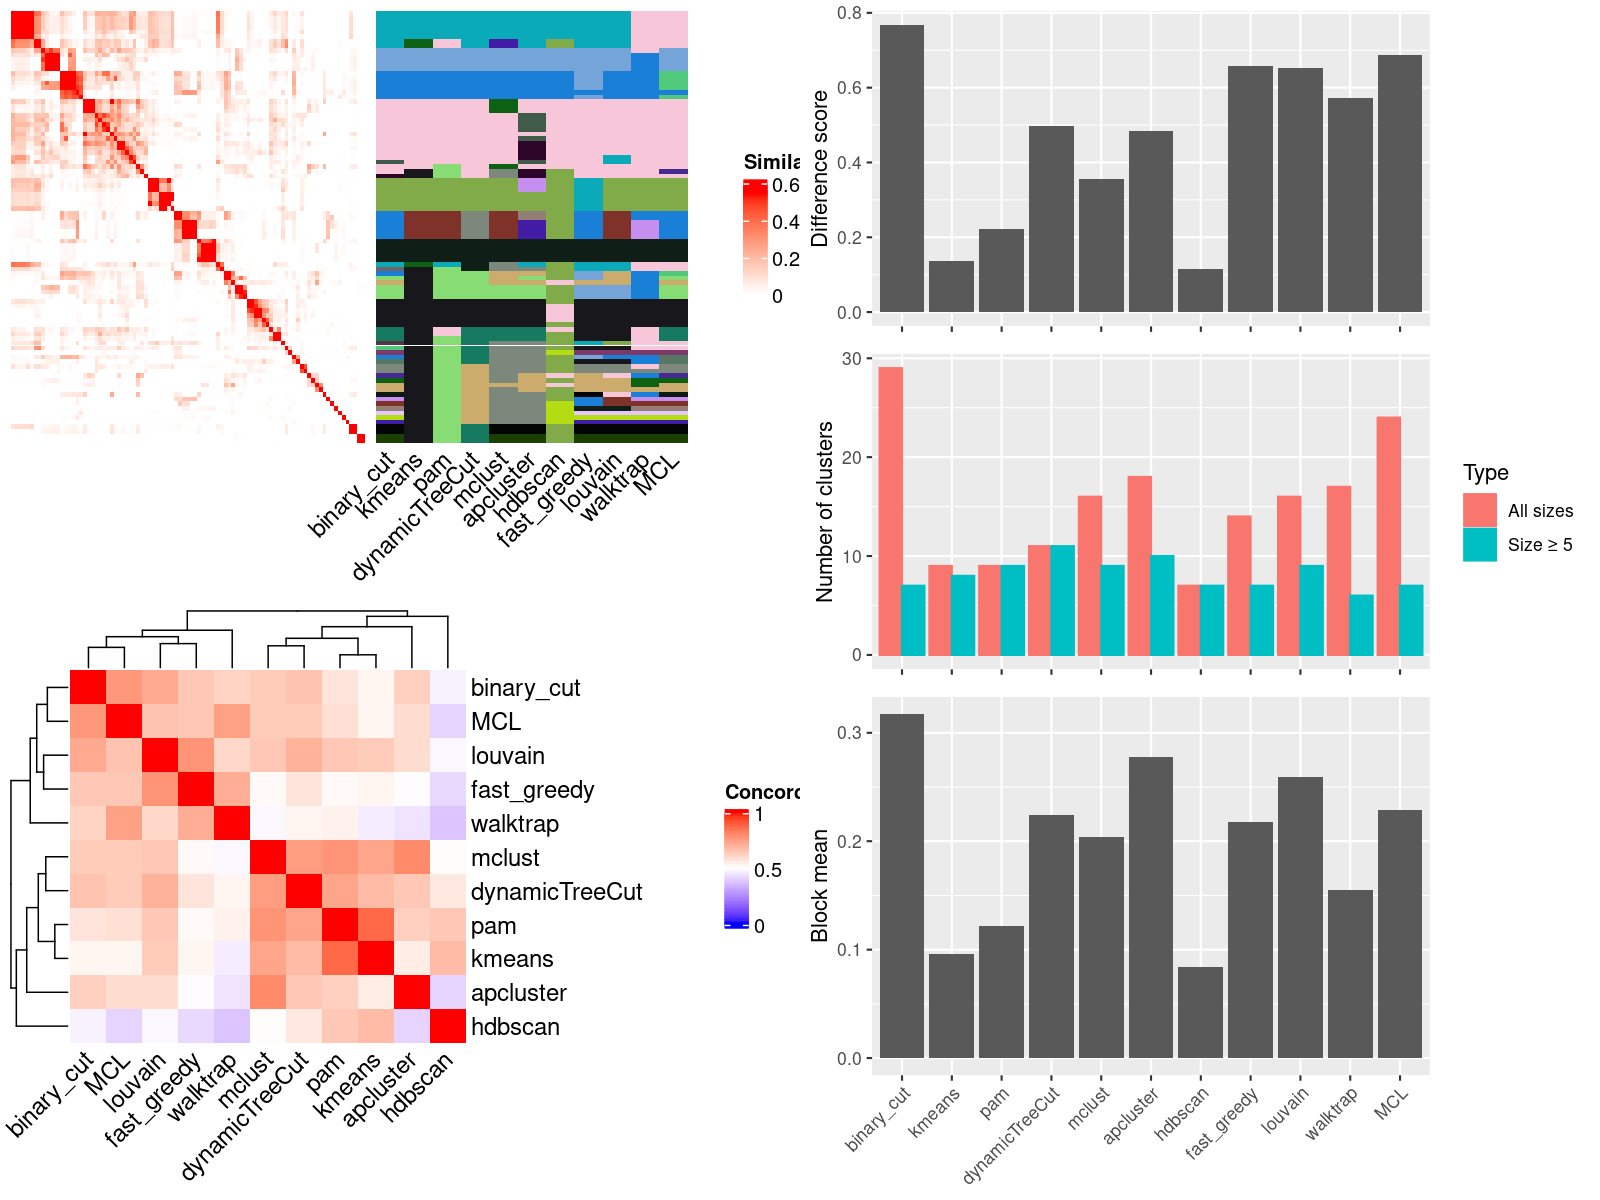 Simila
0.6
0.4
0.2
0
binary_cut
kmeans
pam
dynamicTreeCut
mclust
apcluster
hdbscan
fast_greedy
louvain
walktrap
MCL
binary_cut
MCL
louvain
fast_greedy
walktrap
mclust
dynamicTreeCut
pam
kmeans
apcluster
hdbscan
Concord
1
0.5
0
binary_cut
MCL
louvain
fast_greedy
walktrap
mclust
dynamicTreeCut
pam
kmeans
apcluster
hdbscan
Difference score
0.8
0.6
0.4
0.2
0.0
Number of clusters
30
20
10
0
Type
All sizes
Size ≥ 5
Block mean
0.3
0.2
0.1
0.0
binary_cut
kmeans
pam
dynamicTreeCut
mclust
apcluster
hdbscan
fast_greedy
louvain
walktrap
MCL